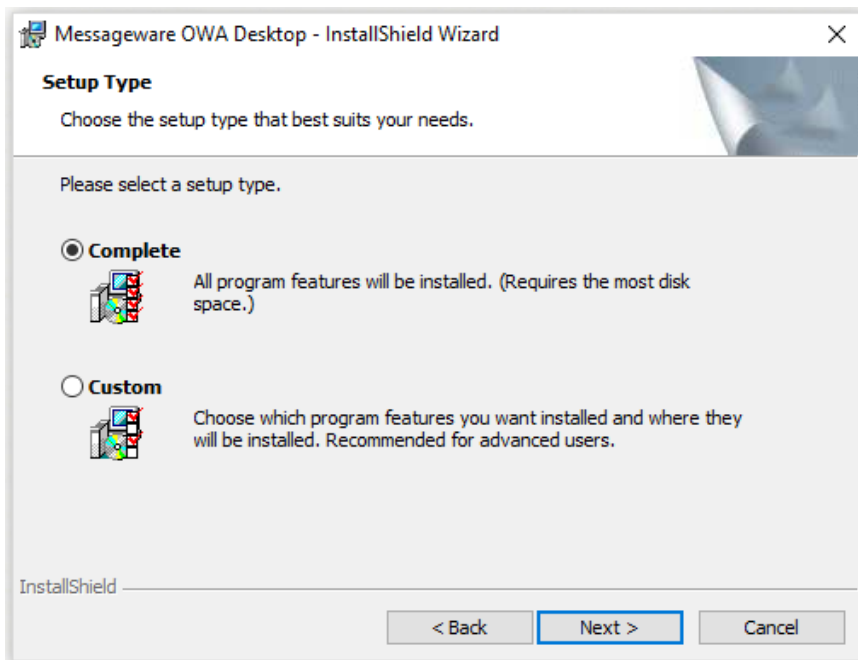 Messageware OWA Desktop - InstallShield Wizard
Setup Type
Choose the setup type that best suits your needs.
Please select a setup type.
Complete
All program features will be installed. (Requires the most disk
space.)
Custom
Choose which program features you want installed and where they
will be installed. Recommended for advanced users.
InstallShield
< Back
Next >
Cancel